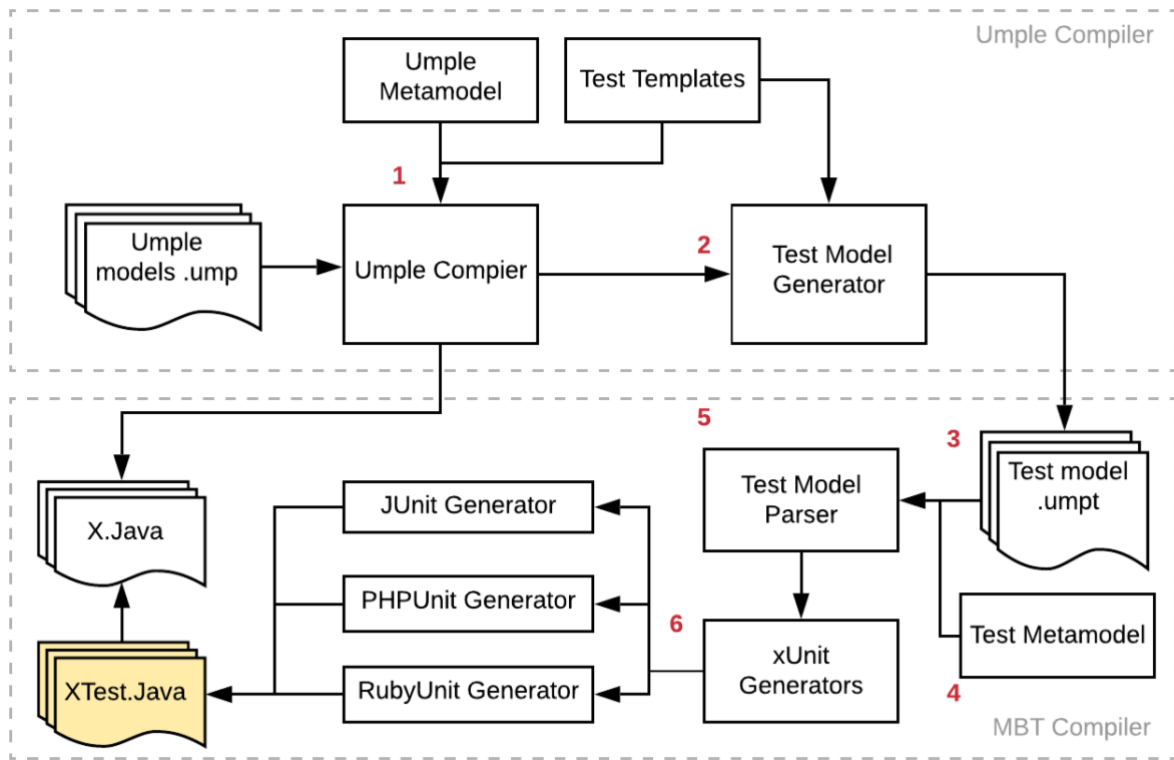 Umple Compiler
Umple
Metamodel
Test Templates
1
Umple
models .ump
Umple Compier
2
Test Model
Generator
5
3
Test model
.umpt
Test Model
Parser
JUnit Generator
X.Java
PHPUnit Generator
6
xUnit
Generators
Test Metamodel
4
XTest.Java
RubyUnit Generator
MBT Compiler